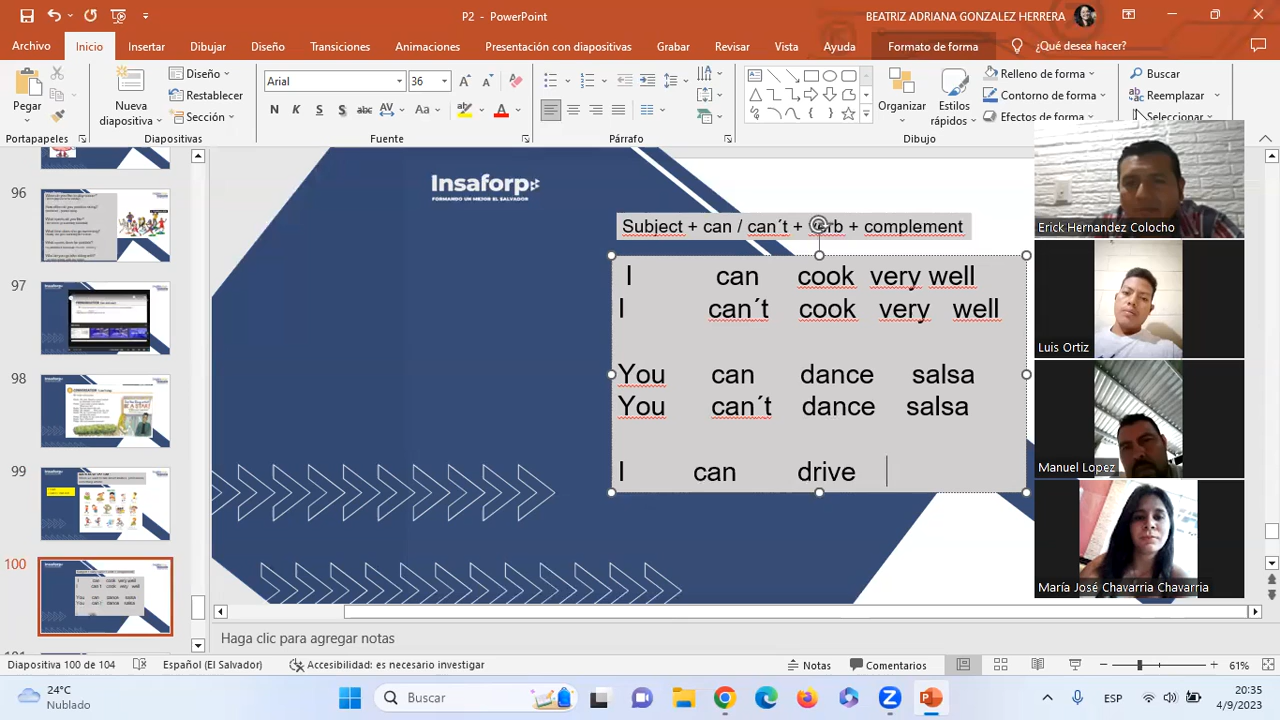 P2 - PowerPoint
BEATRIZ ADRIANA GONZALEZ HERRERA
Archivo Inicio Insertar Dibujar Diseño Transiciones Animaciones Presentación con diapositivas Grabar Revisar Vista Ayuda Formato de forma ¿Qué desea hacer?
Pegar
Portapapeles
Nueva diapositiva
Diseño
Restablecer
Sección
Diapositivas
Arial 36
N K S S abc AV Aa A
Fuente
Párrafo
Organizar
Estilos rápidos
Relleno de forma
Contorno de forma
Efectos de forma
Dibujo
Buscar
Reemplazar
Seleccionar
96
97
98
99
100
Insaforp
FORMANDO UN MEJOR EL SALVADOR
Subject + can / can´t + Verb + complement
I can cook very well
I can´t cook very well
You can dance salsa
You can´t dance salsa
I can drive
Erick Hernandez Colocho
Luis Ortiz
Manuel Lopez
María José Chavarria Chavarria
Haga clic para agregar notas
Diapositiva 100 de 104 Español (El Salvador) Accesibilidad: es necesario investigar Notas Comentarios 61%
24°C
Nublado
Buscar
ESP
20:35
4/9/2023